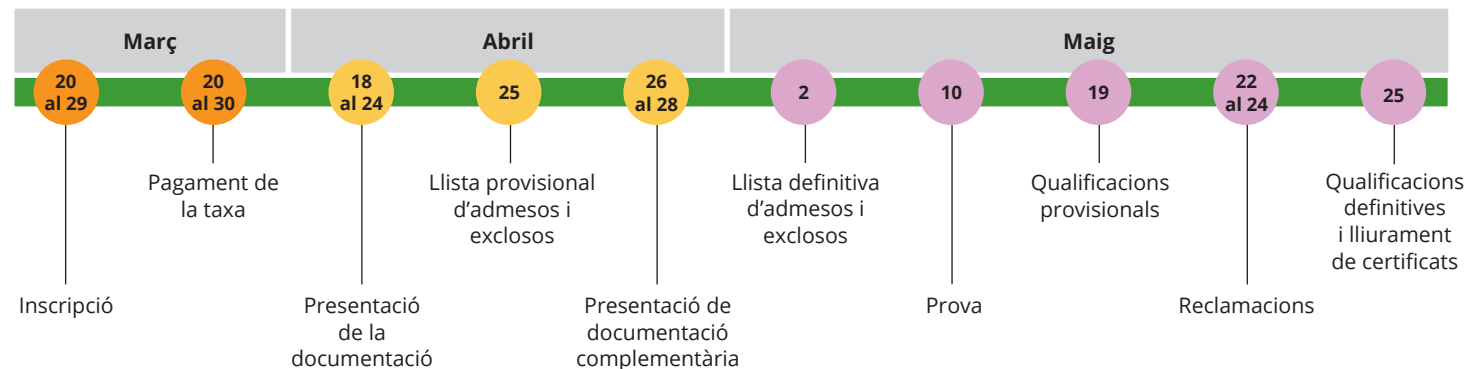 Març
Abril
Maig
20
al 29
20
al 30
18
al 24
25
26
al 28
2
10
19
22
al 24
25
Inscripció
Pagament de
la taxa
Presentació
de la
documentació
Llista provisional
d'admesos i
exclosos
Presentació de
documentació
complementària
Llista definitiva
d'admesos i
exclosos
Prova
Qualificacions
provisionals
Reclamacions
Qualificacions
definitives
i lliurament
de certificats